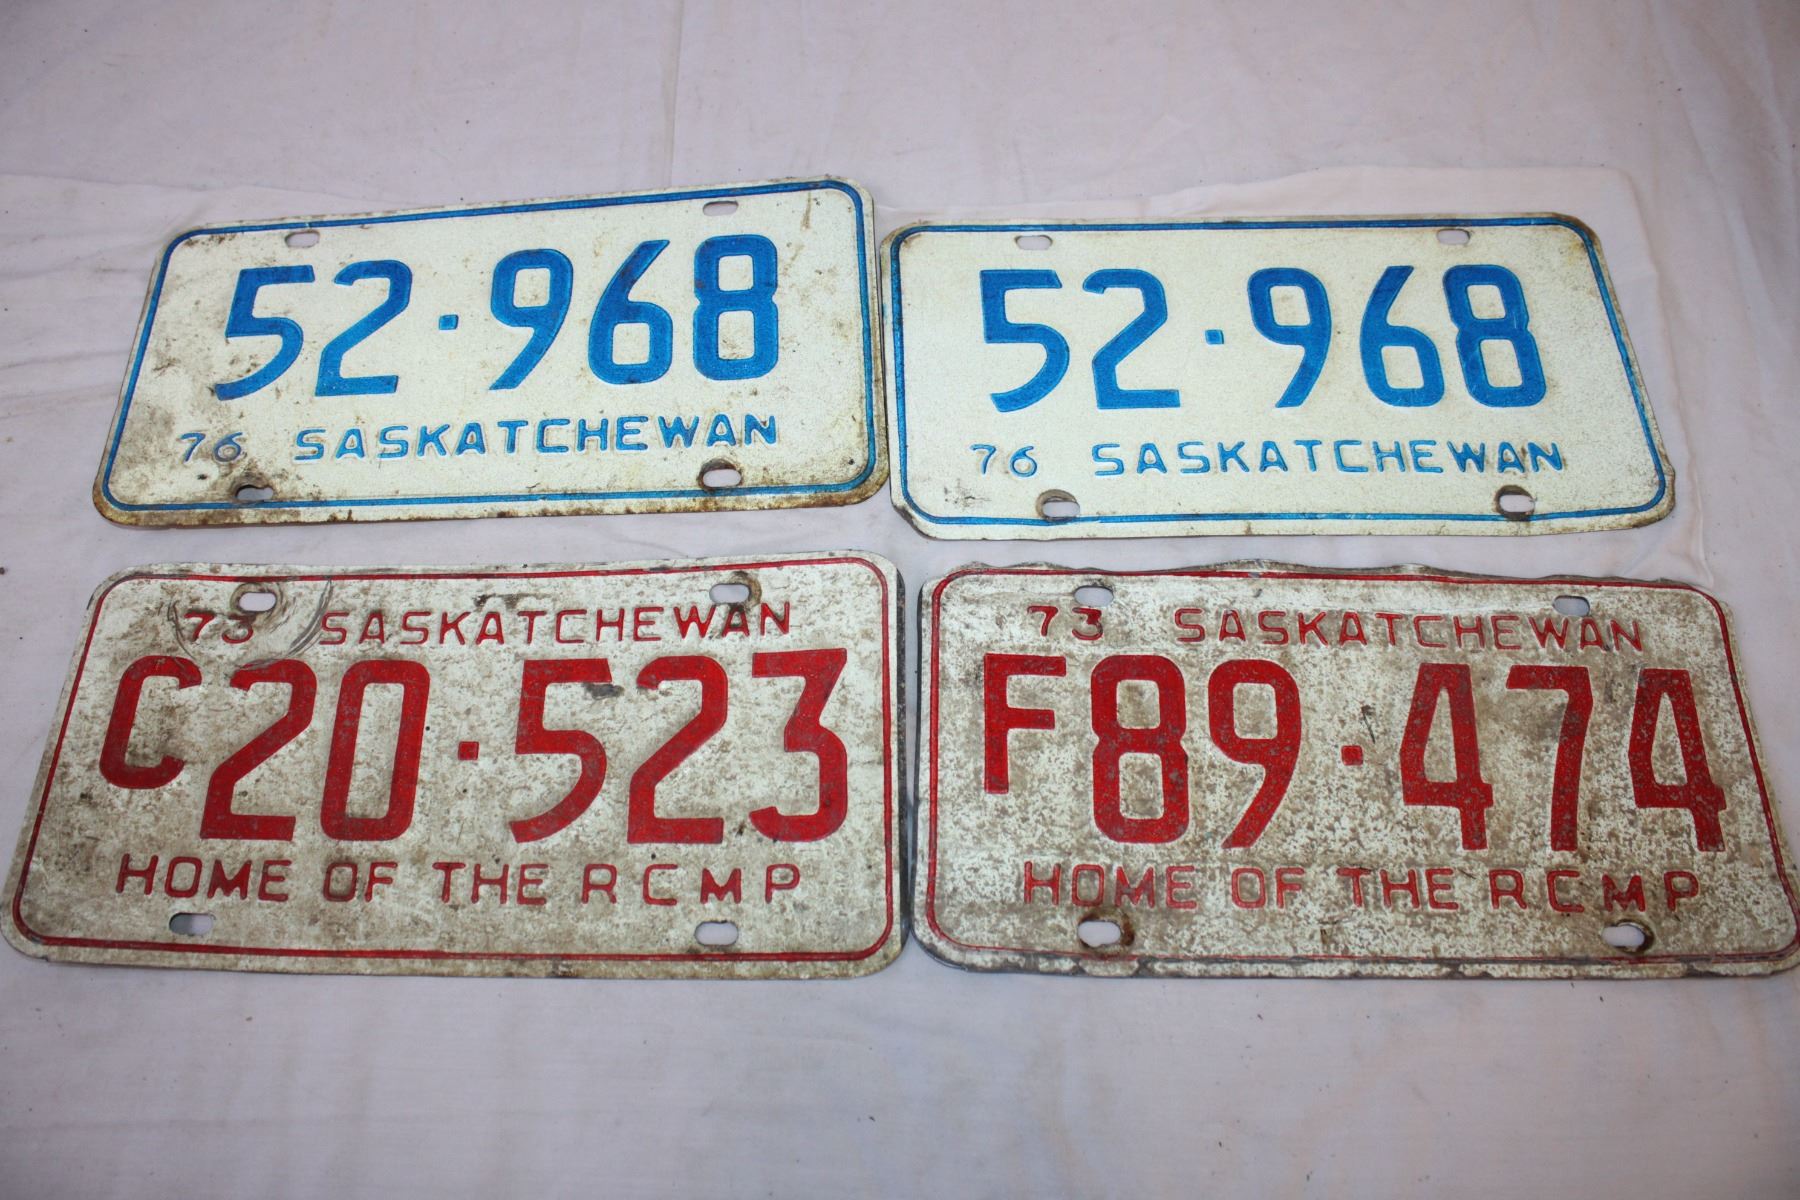 52·968
76 SASKATCHEWAN
52·968
76 SASKATCHEWAN
73 SASKATCHEWAN
C20·523
HOME OF THE RCMP
73 SASKATCHEWAN
F89·474
HOME OF THE RCMP